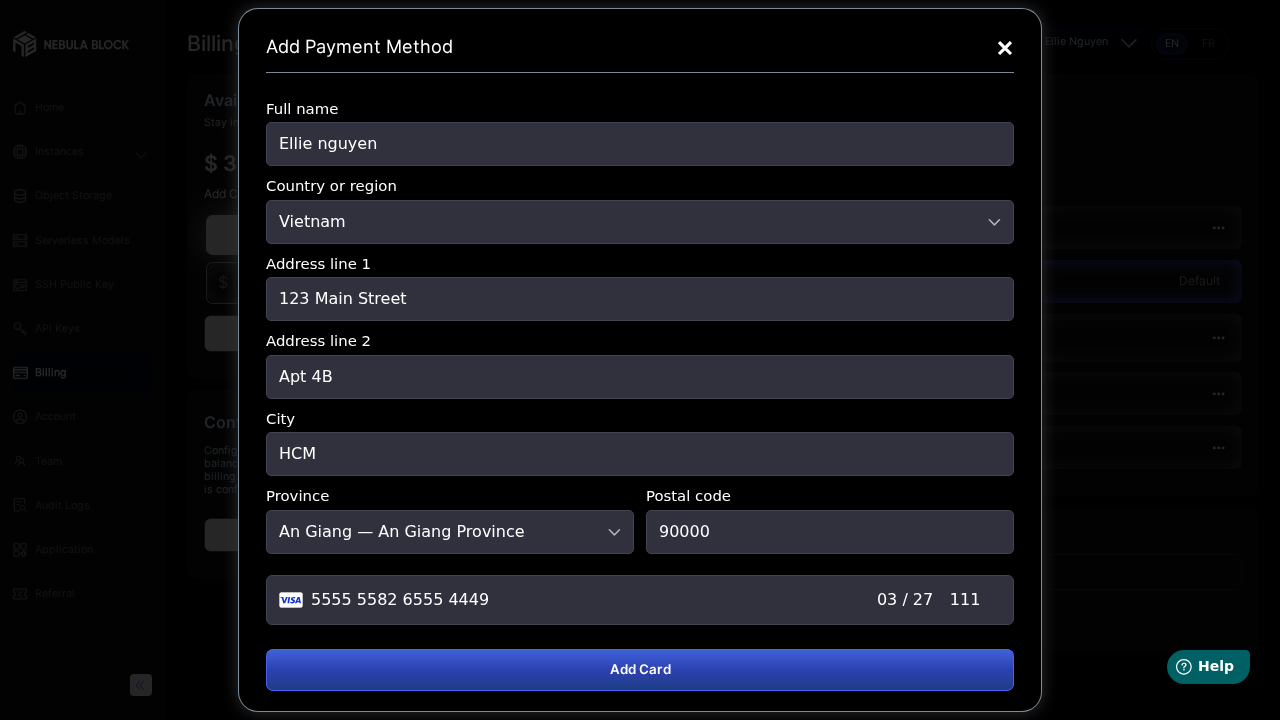 NEBULA BLOCK
Billing
Ellie Nguyen
EN
FR
Add Payment Method
Home
Instances
Object Storage
Serverless Models
SSH Public Key
API Keys
Billing
Account
Team
Audit Logs
Application
Referral
Stay in
$ 3
Add C
$
Config
balanc
billing
is conf
Default
Full name
Ellie nguyen
Country or region
Vietnam
Address line 1
123 Main Street
Address line 2
Apt 4B
City
HCM
Province
Postal code
An Giang — An Giang Province
90000
VISA
5555 5582 6555 4449
03 / 27
111
Add Card
Help